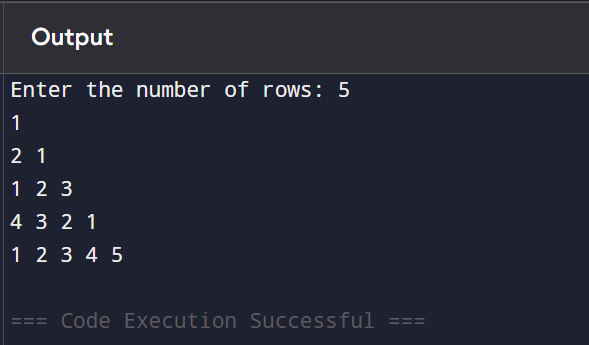 Output
Enter the number of rows: 5
1
2 1
1 2 3
4 3 2 1
1 2 3 4 5
=== Code Execution Successful ===